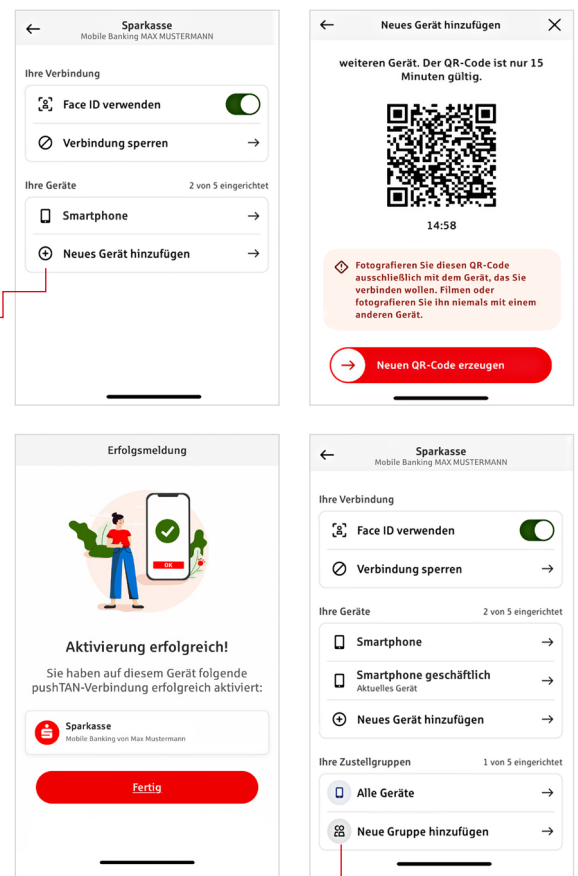 Sparkasse
Mobile Banking MAX MUSTERMANN
Ihre Verbindung
Face ID verwenden
Verbindung sperren
Ihre Geräte 2 von 5 eingerichtet
Smartphone
Neues Gerät hinzufügen
Neues Gerät hinzufügen
weiteren Gerät. Der QR-Code ist nur 15
Minuten gültig.
14:58
Fotografieren Sie diesen QR-Code
ausschließlich mit dem Gerät, das Sie
verbinden wollen. Filmen oder
fotografieren Sie ihn niemals mit einem
anderen Gerät.
Neuen QR-Code erzeugen
Erfolgsmeldung
OK
Aktivierung erfolgreich!
Sie haben auf diesem Gerät folgende
pushTAN-Verbindung erfolgreich aktiviert:
Sparkasse
Mobile Banking von Max Mustermann
Fertig
Sparkasse
Mobile Banking MAX MUSTERMANN
Ihre Verbindung
Face ID verwenden
Verbindung sperren
Ihre Geräte 2 von 5 eingerichtet
Smartphone
Smartphone geschäftlich
Aktuelles Gerät
Neues Gerät hinzufügen
Ihre Zustellgruppen 1 von 5 eingerichtet
Alle Geräte
Neue Gruppe hinzufügen